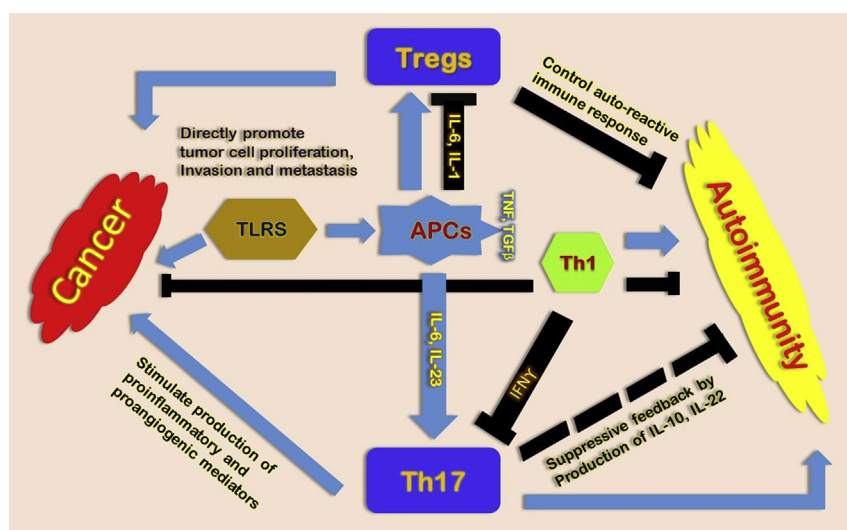 Tregs
Control auto-reactive
immune response
IL-6, IL-1
Directly promote
tumor cell proliferation,
Invasion and metastasis
Cancer
TLRS
APCs
TNF, TGFβ
Th1
Autoimmunity
IL-6, IL-23
IFNγ
Stimulate production of
proinflammatory and
proangiogenic mediators
Suppressive feedback by
Production of IL-10, IL-22
Th17